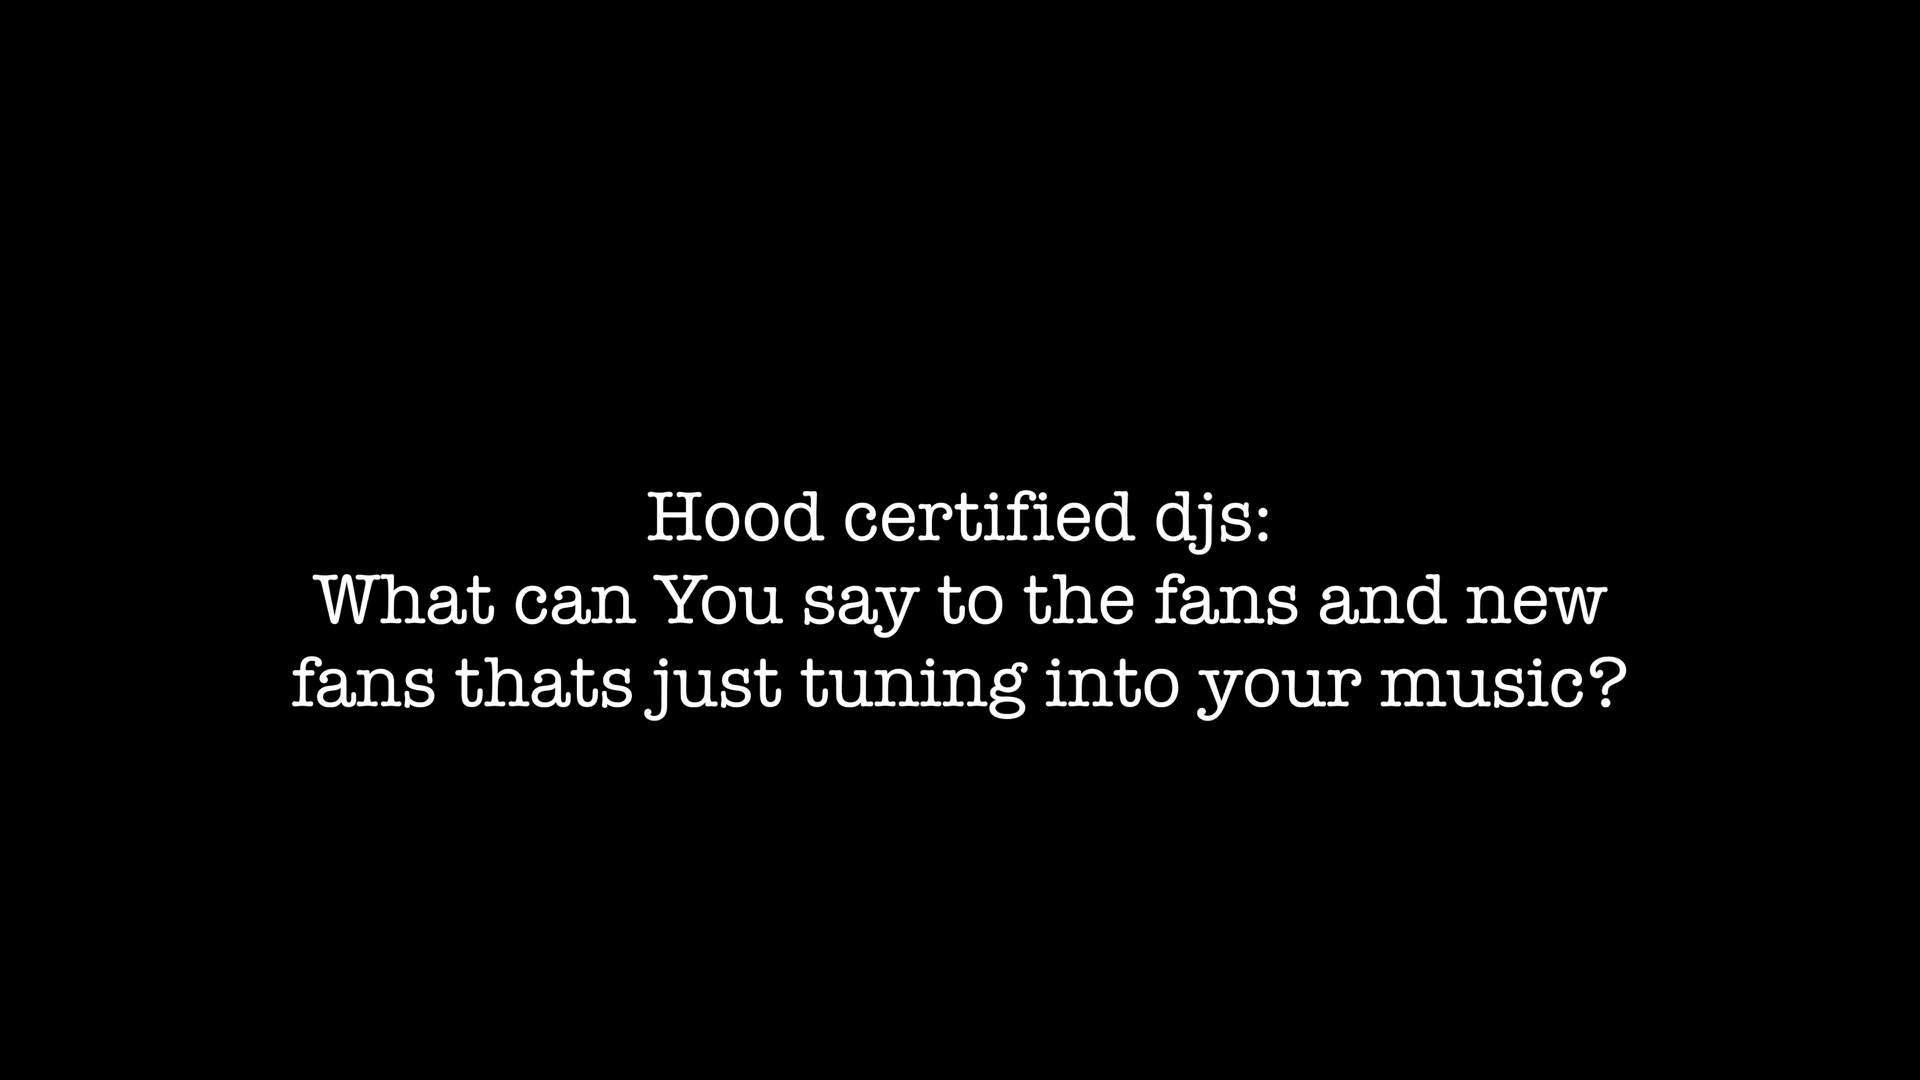 Hood certified djs:
What can You say to the fans and new
fans thats just tuning into your music?